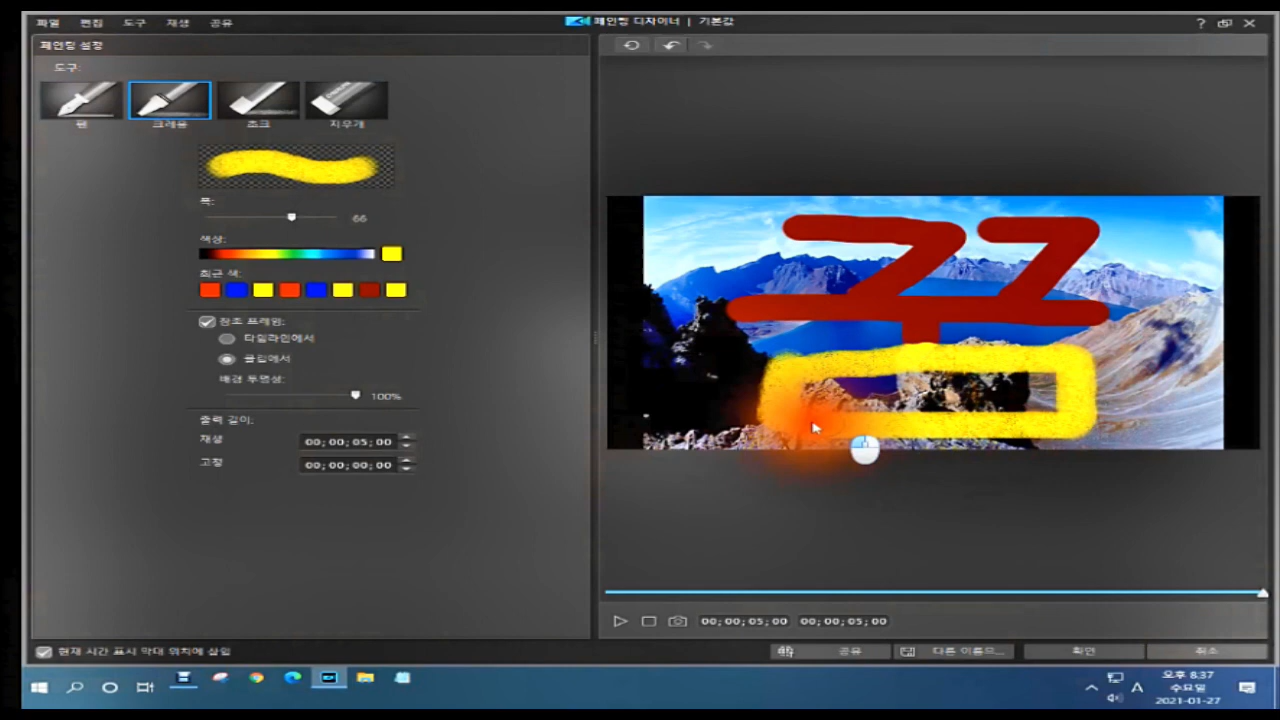 파일 편집 도구 재생 공유
페인팅 디자이너 | 기본값
페인팅 설정
도구:
펜 크레용 초크 지우개
폭:
66
색상:
최근 색:
참조 프레임:
타임라인에서
클립에서
배경 투명성:
100%
출력 길이:
재생 00;00;05;00
고정 00;00;00;00
꿈
00;00;05;00 00;00;05;00
현재 시간 표시 막대 위치에 삽입
공유 다른 이름으... 확인 취소
A
오후 8:37
수요일
2021-01-27